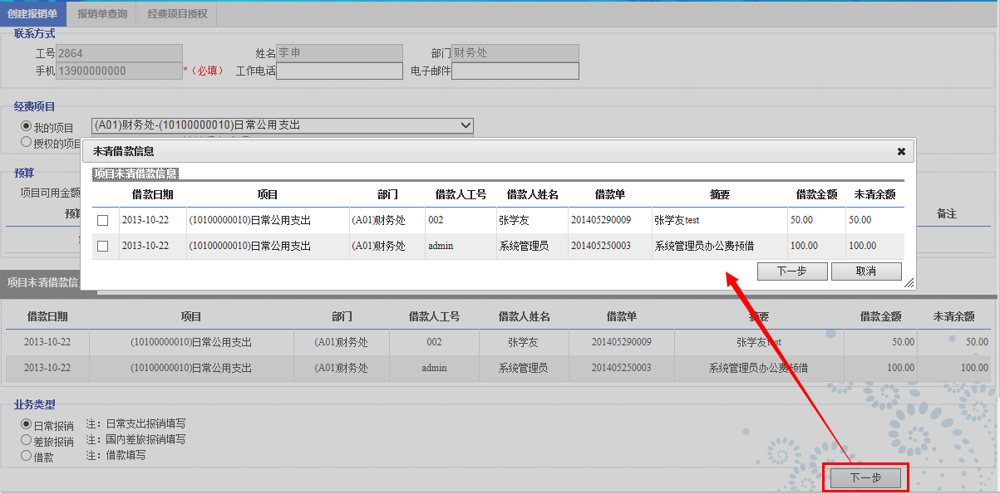 创建报销单 报销单查询 经费项目授权
联系方式
工号 2864 姓名 李申 部门 财务处
手机 13900000000 *（必填） 工作电话 电子邮件
经费项目
我的项目 (A01)财务处-(10100000010)日常公用支出
授权的项目
未清借款信息
预算
项目未清借款信息
项目可用金额
借款日期 项目 部门 借款人工号 借款人姓名 借款单 摘要 借款金额 未清余额
预算 备注
2013-10-22 (10100000010)日常公用支出 (A01)财务处 002 张学友 201405290009 张学友test 50.00 50.00
1
2013-10-22 (10100000010)日常公用支出 (A01)财务处 admin 系统管理员 201405250003 系统管理员办公费预借 100.00 100.00
下一步 取消
项目未清借款信
借款日期 项目 部门 借款人工号 借款人姓名 借款单 摘要 借款金额 未清余额
2013-10-22 (10100000010)日常公用支出 (A01)财务处 002 张学友 201405290009 张学友test 50.00 50.00
2013-10-22 (10100000010)日常公用支出 (A01)财务处 admin 系统管理员 201405250003 系统管理员办公费预借 100.00 100.00
业务类型
日常报销 注：日常支出报销填写
差旅报销 注：国内差旅报销填写
借款 注：借款填写
下一步